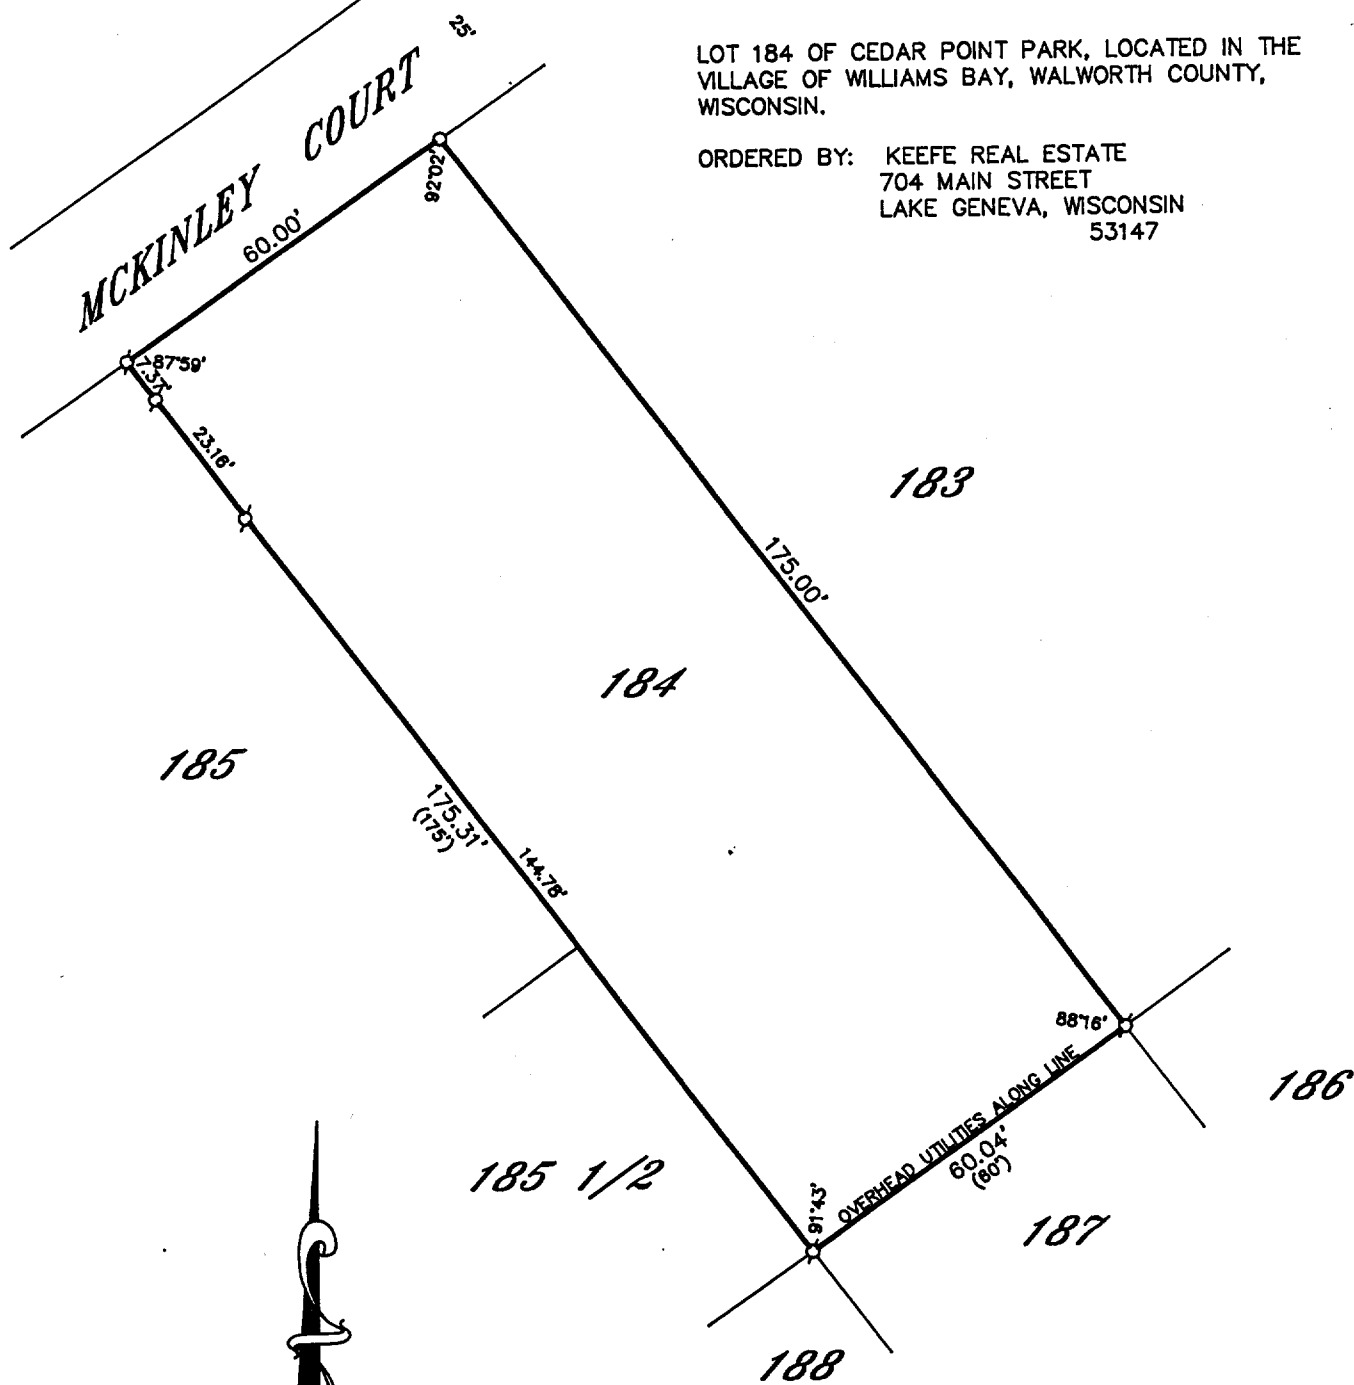 25'
LOT 184 OF CEDAR POINT PARK, LOCATED IN THE
VILLAGE OF WILLIAMS BAY, WALWORTH COUNTY,
WISCONSIN.
ORDERED BY: KEEFE REAL ESTATE
704 MAIN STREET
LAKE GENEVA, WISCONSIN
53147
MCKINLEY COURT
60.00'
92°02'
87°59'
7.37'
23.16'
183
175.00'
184
185
175.31'
(175')
144.78'
88°16'
186
OVERHEAD UTILITIES ALONG LINE
60.04'
(60')
185 1/2
91°43'
187
188